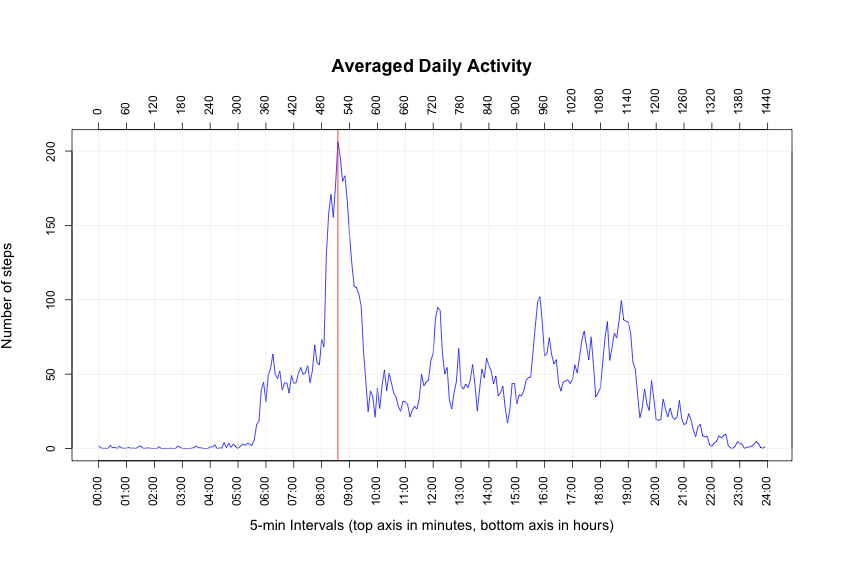 Averaged Daily Activity
0 60 120 180 240 300 360 420 480 540 600 660 720 780 840 900 960 1020 1080 1140 1200 1260 1320 1380 1440
200
150
100
50
0
Number of steps
00:00 01:00 02:00 03:00 04:00 05:00 06:00 07:00 08:00 09:00 10:00 11:00 12:00 13:00 14:00 15:00 16:00 17:00 18:00 19:00 20:00 21:00 22:00 23:00 24:00
5-min Intervals (top axis in minutes, bottom axis in hours)